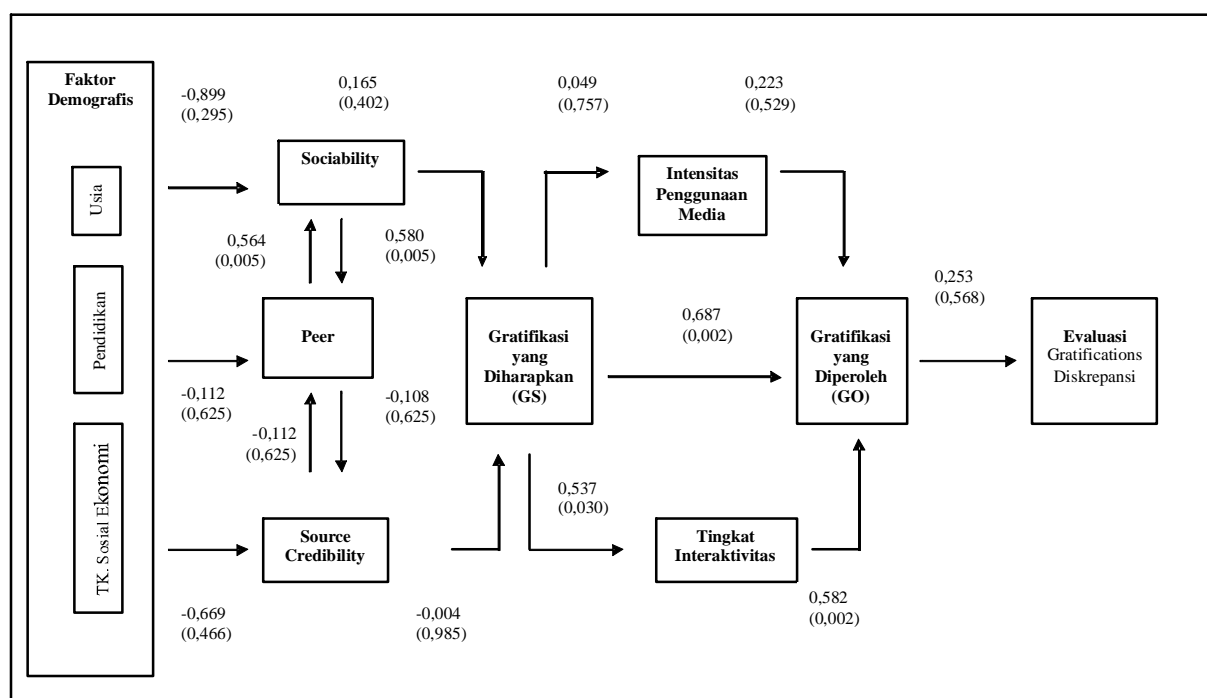 Faktor
Demografis
Usia
Pendidikan
TK. Sosial Ekonomi
-0,899
(0,295)
0,165
(0,402)
0,049
(0,757)
0,223
(0,529)
Sociability
Intensitas
Penggunaan
Media
0,564
(0,005)
0,580
(0,005)
Peer
Gratifikasi
yang
Diharapkan
(GS)
0,687
(0,002)
Gratifikasi
yang
Diperoleh
(GO)
0,253
(0,568)
Evaluasi
Gratifications
Diskrepansi
-0,112
(0,625)
-0,112
(0,625)
-0,108
(0,625)
0,537
(0,030)
Source
Credibility
Tingkat
Interaktivitas
-0,669
(0,466)
-0,004
(0,985)
0,582
(0,002)